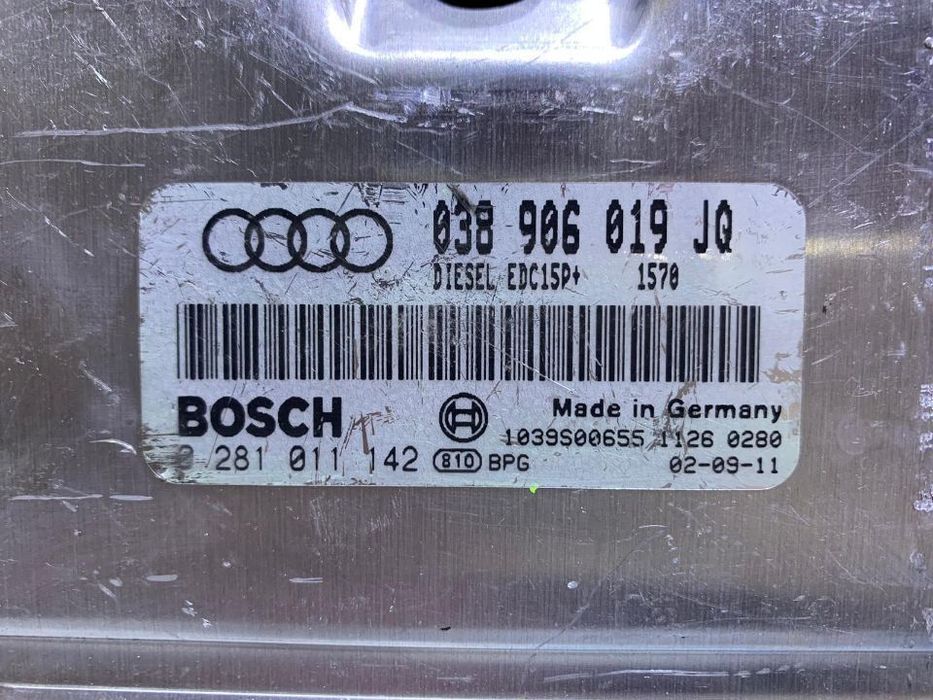 038 906 019 JQ
DIESEL EDC15P+ 1570
BOSCH
Made in Germany
1039S00655 1126 0280
0 281 011 142 810 BPG 02-09-11